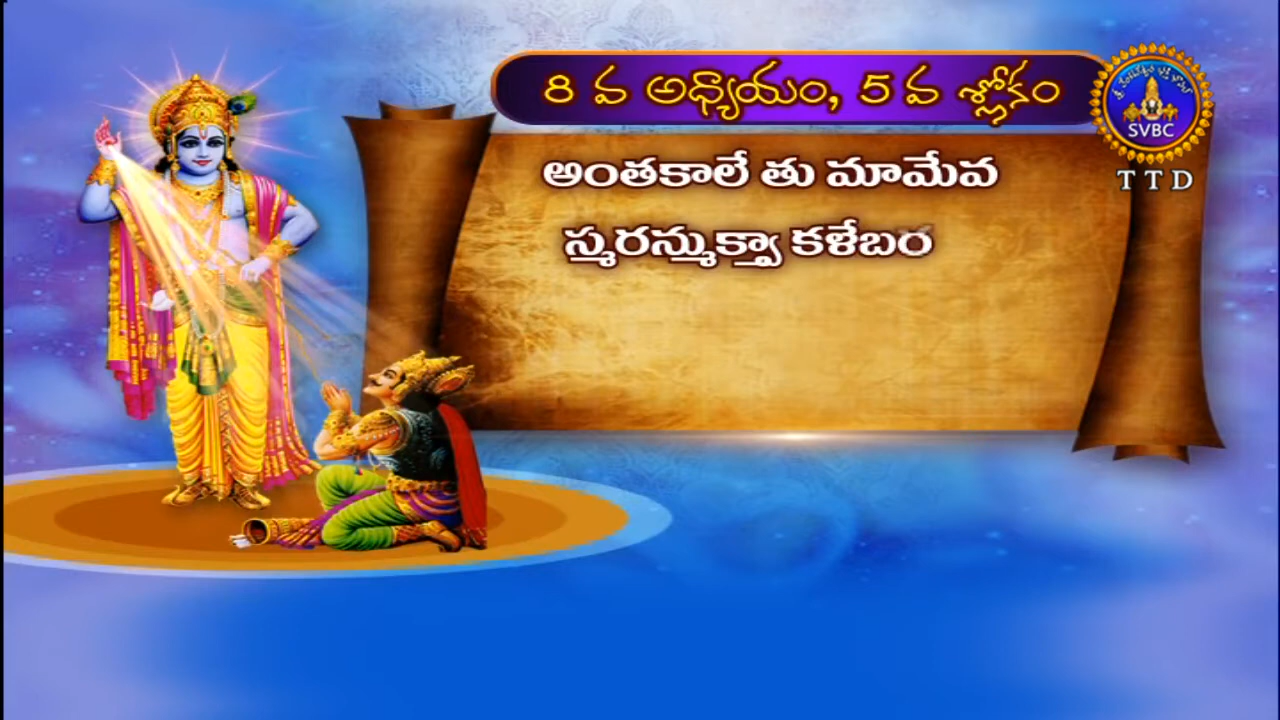 8 వ అధ్యాయం, 5 వ శ్లోకం
SVBC
TTD
అంతకాలే తు మామేవ
స్మరన్ముక్త్వా కళేబర